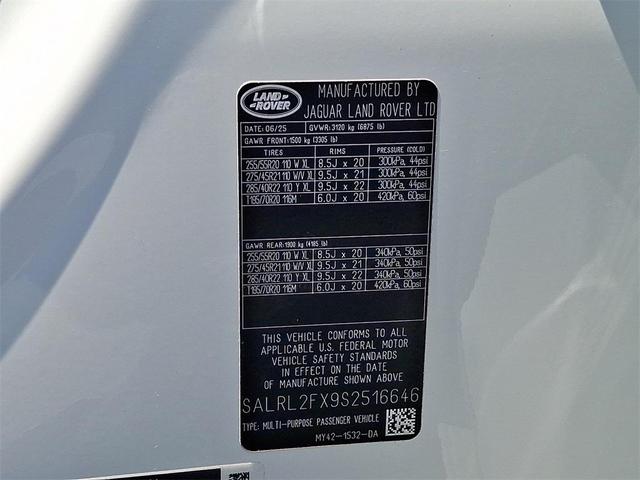 LAND ROVER
MANUFACTURED BY
JAGUAR LAND ROVER LTD
DATE: 06/25 GVWR: 3120 kg (6875 lb)
GAWR FRONT: 1500 kg (3305 lb)
TIRES RIMS PRESSURE (COLD)
255/55R20 110 W XL 8.5J x 20 300kPa, 44psi
275/45R21 110 W/V XL 9.5J x 21 300kPa, 44psi
285/40R22 110 Y XL 9.5J x 22 300kPa, 44psi
T195/70R20 116M 6.0J x 20 420kPa, 60psi
GAWR REAR: 1900 kg (4185 lb)
255/55R20 110 W XL 8.5J x 20 340kPa, 50psi
275/45R21 110 W/V XL 9.5J x 21 340kPa, 50psi
285/40R22 110 Y XL 9.5J x 22 340kPa, 50psi
T195/70R20 116M 6.0J x 20 420kPa, 60psi
THIS VEHICLE CONFORMS TO ALL
APPLICABLE U.S. FEDERAL MOTOR
VEHICLE SAFETY STANDARDS
IN EFFECT ON THE DATE
OF MANUFACTURE SHOWN ABOVE
SALRL2FX9S2516646
TYPE: MULTI-PURPOSE PASSENGER VEHICLE
MY42-1532-DA